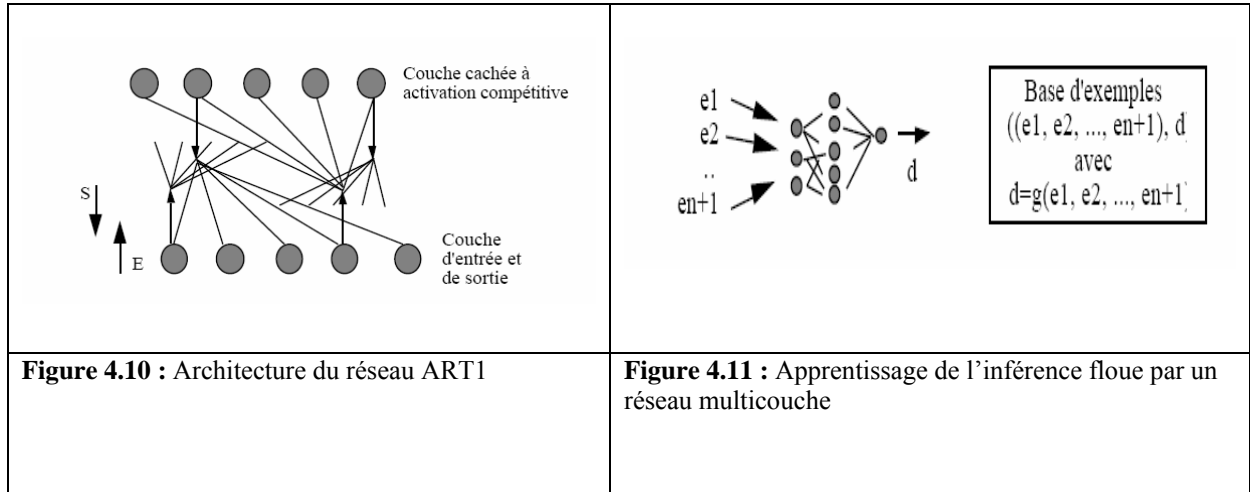 Couche cachée à
activation compétitive
S
E
Couche
d'entrée et
de sortie
Figure 4.10 : Architecture du réseau ART1
e1
e2
..
en+1
d
Base d'exemples
((e1, e2, ..., en+1), d
avec
d=g(e1, e2, ..., en+1)
Figure 4.11 : Apprentissage de l’inférence floue par un
réseau multicouche